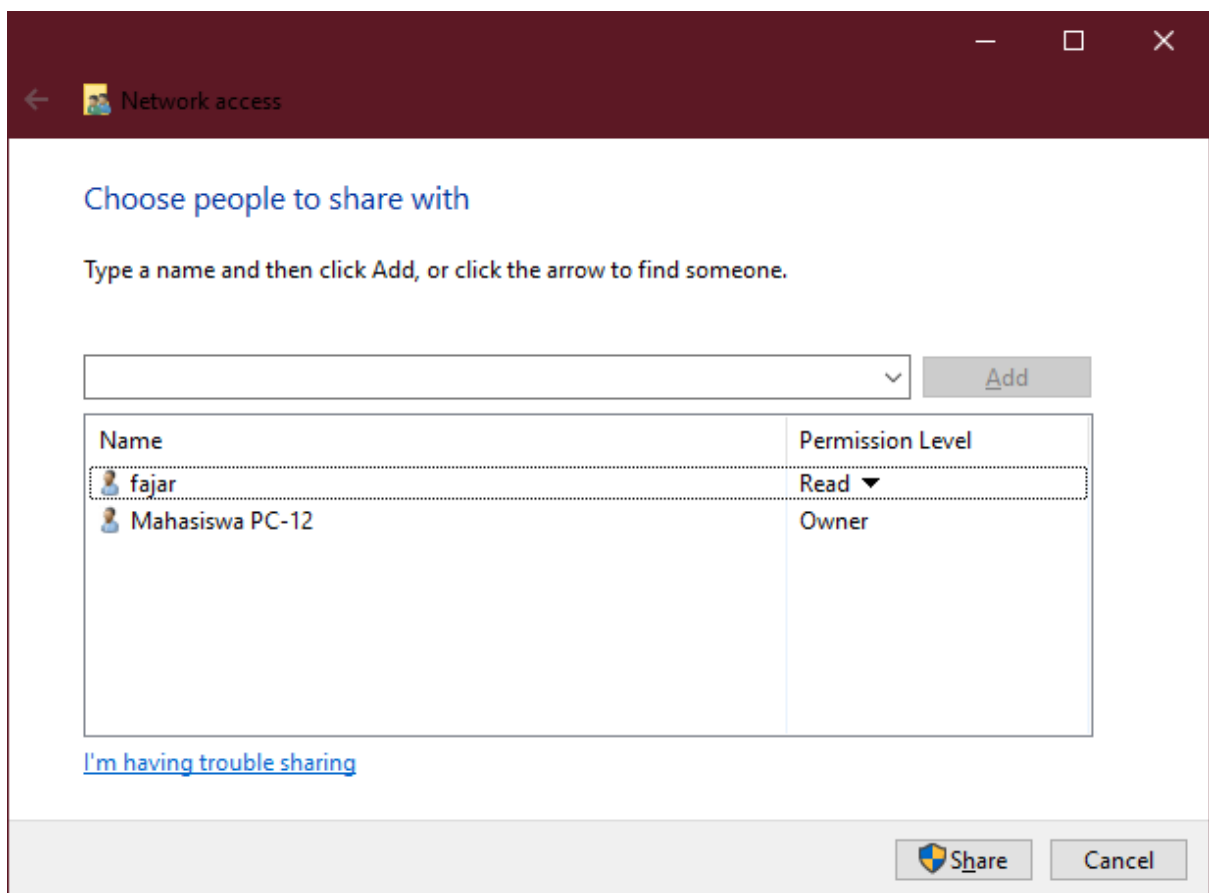 Network access
Choose people to share with
Type a name and then click Add, or click the arrow to find someone.
Add
Name Permission Level
fajar Read
Mahasiswa PC-12 Owner
I'm having trouble sharing
Share Cancel